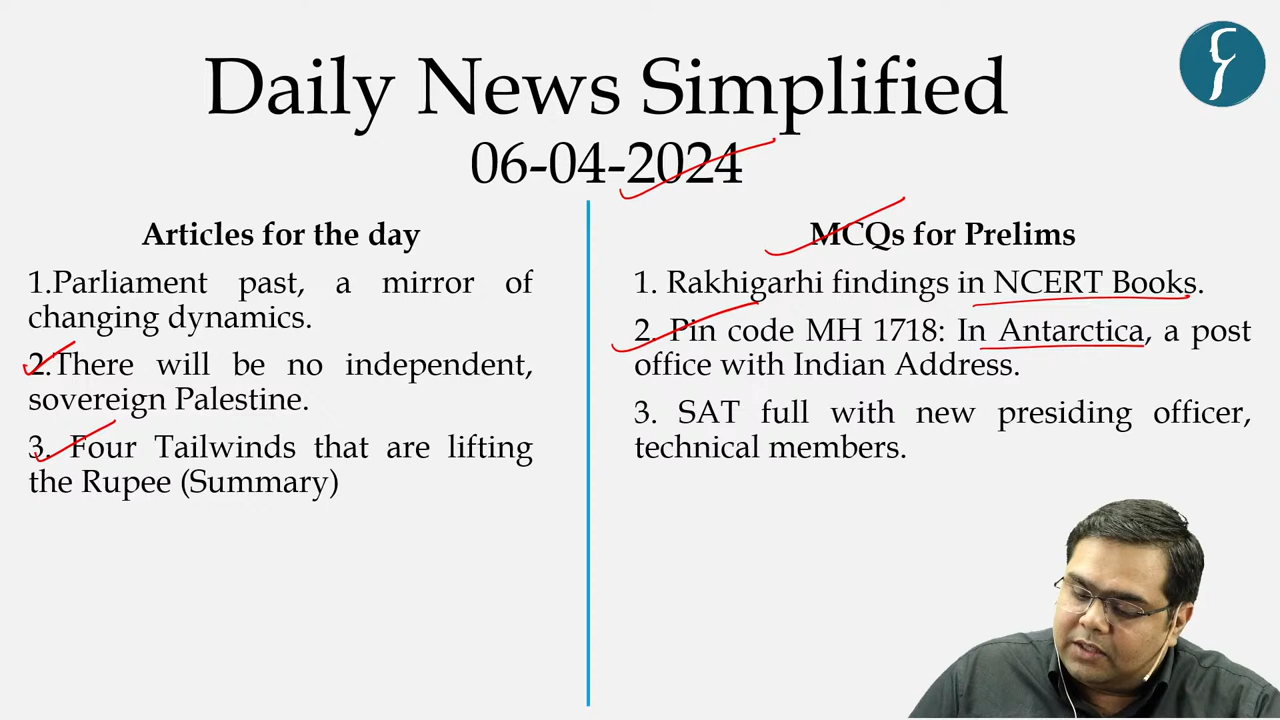 Daily News Simplified
06-04-2024
Articles for the day
1.Parliament past, a mirror of
changing dynamics.
2.There will be no independent,
sovereign Palestine.
3. Four Tailwinds that are lifting
the Rupee (Summary)
MCQs for Prelims
1. Rakhigarhi findings in NCERT Books.
2. Pin code MH 1718: In Antarctica, a post
office with Indian Address.
3. SAT full with new presiding officer,
technical members.